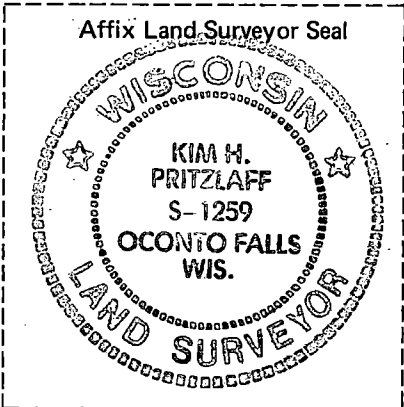 Affix Land Surveyor Seal
WISCONSIN
KIM H.
PRITZLAFF
S-1259
OCONTO FALLS
WIS.
LAND SURVEYOR